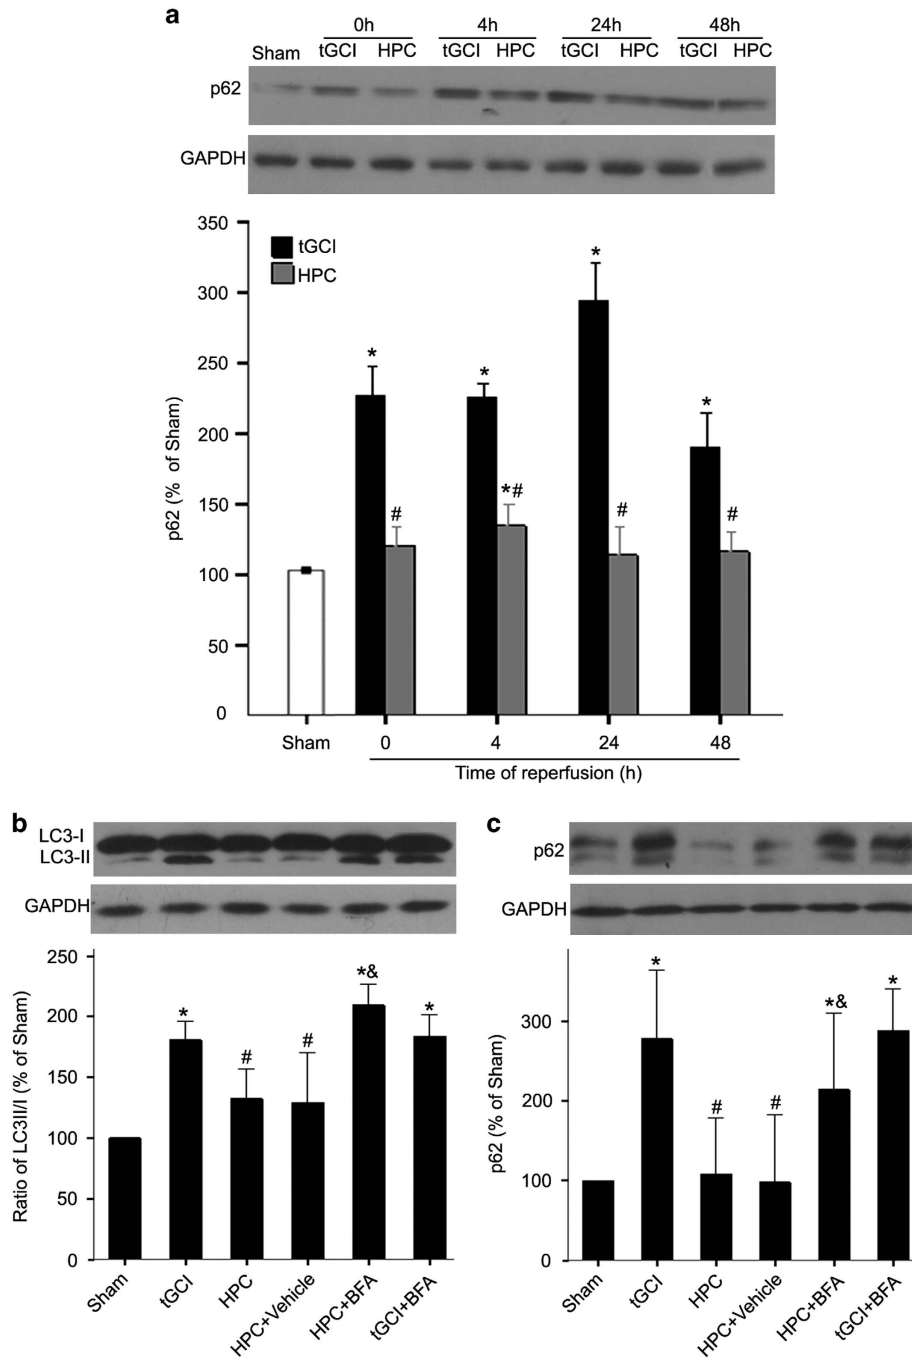 a
0h 4h 24h 48h
Sham tGCI HPC tGCI HPC tGCI HPC tGCI HPC
p62
GAPDH
350
tGCI
HPC
300
250
200
150
100
50
0
p62 (% of Sham)
* * * *
# *# # #
Sham 0 4 24 48
Time of reperfusion (h)
b
LC3-I
LC3-II
GAPDH
250
200
150
100
50
0
Ratio of LC3II/I (% of Sham)
* # # *& *
Sham tGCI HPC HPC+Vehicle HPC+BFA tGCI+BFA
c
p62
GAPDH
300
200
100
0
p62 (% of Sham)
* # # *& *
Sham tGCI HPC HPC+Vehicle HPC+BFA tGCI+BFA